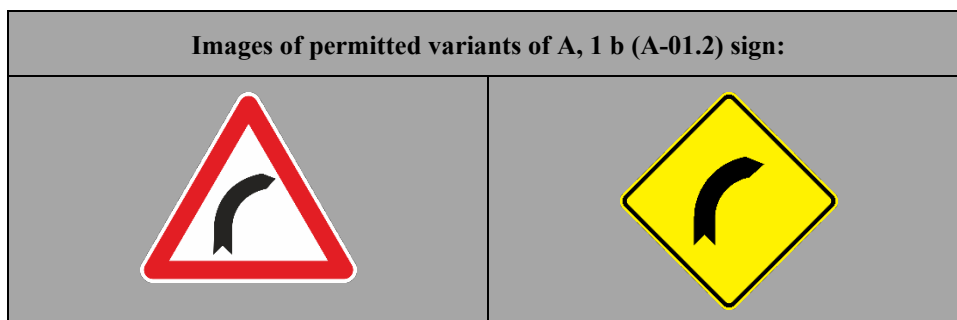 Images of permitted variants of A, 1 b (A-01.2) sign: